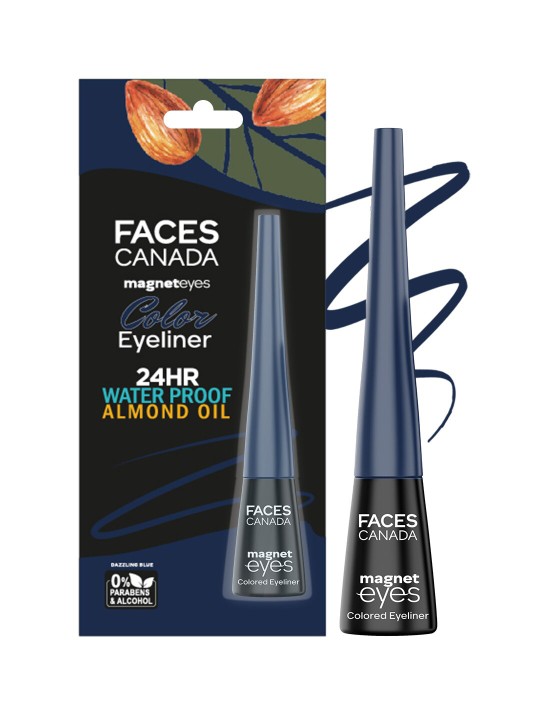 FACES
CANADA
magneteyes
Color
Eyeliner
24HR
WATER PROOF
ALMOND OIL
DAZZLING BLUE
0%
PARABENS
& ALCOHOL
FACES
CANADA
magnet
eyes
Colored Eyeliner
FACES
CANADA
magnet
eyes
Colored Eyeliner